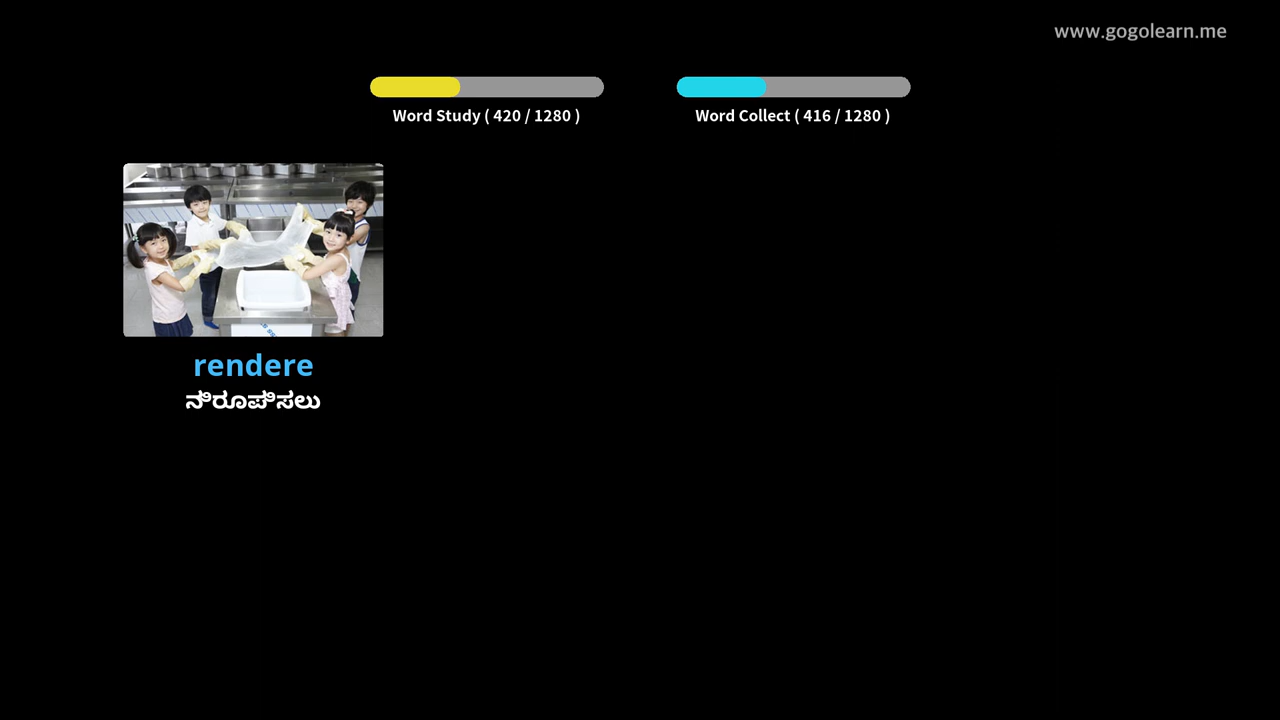 www.gogolearn.me
Word Study ( 420 / 1280 )
Word Collect ( 416 / 1280 )
rendere
ನಿರೂಪಿಸಲು